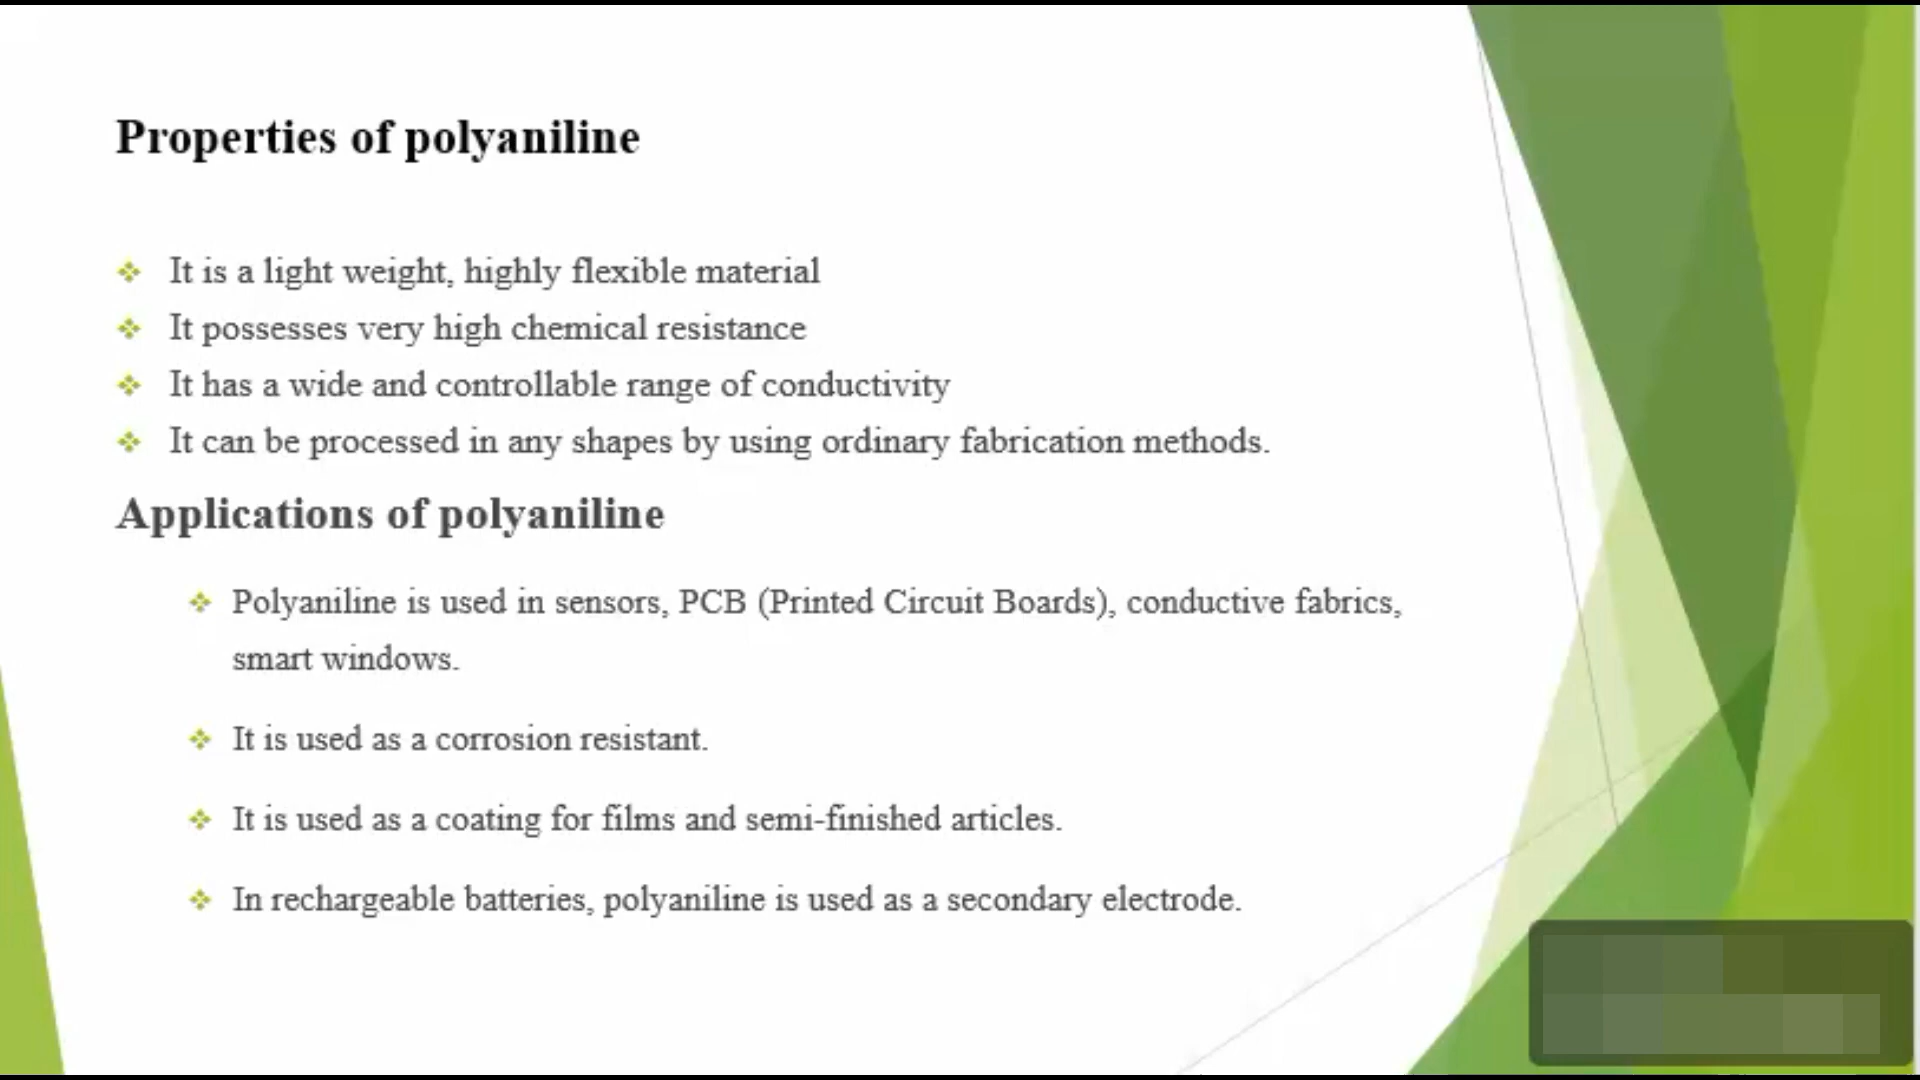 Properties of polyaniline
It is a light weight, highly flexible material
It possesses very high chemical resistance
It has a wide and controllable range of conductivity
It can be processed in any shapes by using ordinary fabrication methods.
Applications of polyaniline
Polyaniline is used in sensors, PCB (Printed Circuit Boards), conductive fabrics,
smart windows.
It is used as a corrosion resistant.
It is used as a coating for films and semi-finished articles.
In rechargeable batteries, polyaniline is used as a secondary electrode.